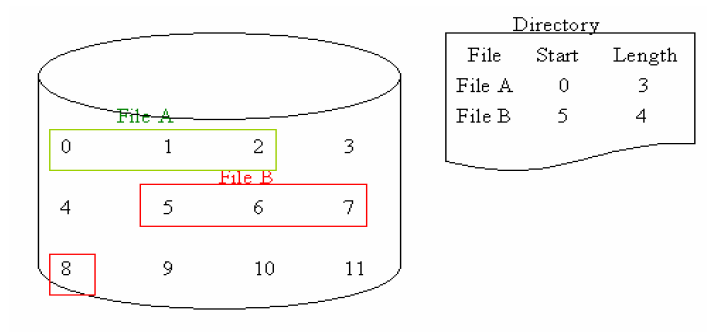 Directory
File Start Length
File A 0 3
File B 5 4
File A
0 1 2 3
File B
4 5 6 7
8 9 10 11